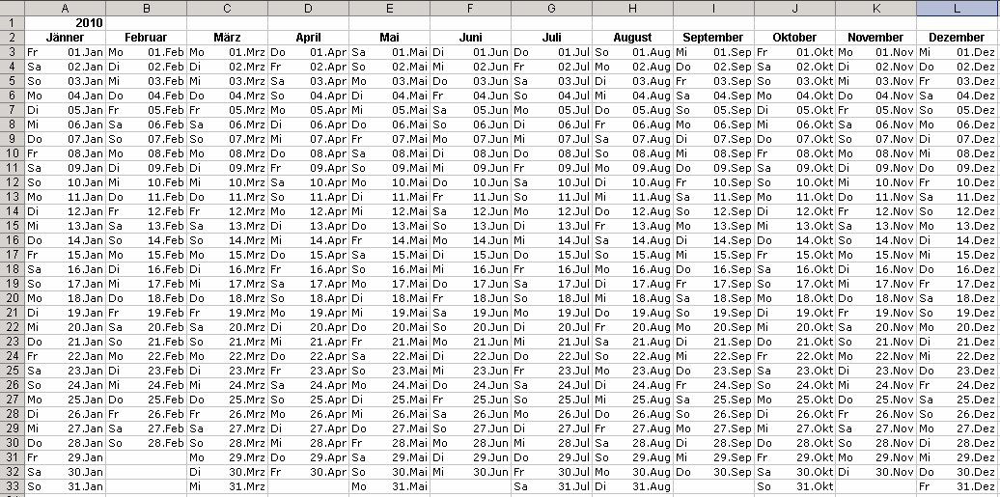 A B C D E F G H I J K L
1 2010
2 Jänner Februar März April Mai Juni Juli August September Oktober November Dezember
3 Fr 01.Jan Mo 01.Feb Mo 01.Mrz Do 01.Apr Sa 01.Mai Di 01.Jun Do 01.Jul So 01.Aug Mi 01.Sep Fr 01.Okt Mo 01.Nov Mi 01.Dez
4 Sa 02.Jan Di 02.Feb Di 02.Mrz Fr 02.Apr So 02.Mai Mi 02.Jun Fr 02.Jul Mo 02.Aug Do 02.Sep Sa 02.Okt Di 02.Nov Do 02.Dez
5 So 03.Jan Mi 03.Feb Mi 03.Mrz Sa 03.Apr Mo 03.Mai Do 03.Jun Sa 03.Jul Di 03.Aug Fr 03.Sep So 03.Okt Mi 03.Nov Fr 03.Dez
6 Mo 04.Jan Do 04.Feb Do 04.Mrz So 04.Apr Di 04.Mai Fr 04.Jun So 04.Jul Mi 04.Aug Sa 04.Sep Mo 04.Okt Do 04.Nov Sa 04.Dez
7 Di 05.Jan Fr 05.Feb Fr 05.Mrz Mo 05.Apr Mi 05.Mai Sa 05.Jun Mo 05.Jul Do 05.Aug So 05.Sep Di 05.Okt Fr 05.Nov So 05.Dez
8 Mi 06.Jan Sa 06.Feb Sa 06.Mrz Di 06.Apr Do 06.Mai So 06.Jun Di 06.Jul Fr 06.Aug Mo 06.Sep Mi 06.Okt Sa 06.Nov Mo 06.Dez
9 Do 07.Jan So 07.Feb So 07.Mrz Mi 07.Apr Fr 07.Mai Mo 07.Jun Mi 07.Jul Sa 07.Aug Di 07.Sep Do 07.Okt So 07.Nov Di 07.Dez
10 Fr 08.Jan Mo 08.Feb Mo 08.Mrz Do 08.Apr Sa 08.Mai Di 08.Jun Do 08.Jul So 08.Aug Mi 08.Sep Fr 08.Okt Mo 08.Nov Mi 08.Dez
11 Sa 09.Jan Di 09.Feb Di 09.Mrz Fr 09.Apr So 09.Mai Mi 09.Jun Fr 09.Jul Mo 09.Aug Do 09.Sep Sa 09.Okt Di 09.Nov Do 09.Dez
12 So 10.Jan Mi 10.Feb Mi 10.Mrz Sa 10.Apr Mo 10.Mai Do 10.Jun Sa 10.Jul Di 10.Aug Fr 10.Sep So 10.Okt Mi 10.Nov Fr 10.Dez
13 Mo 11.Jan Do 11.Feb Do 11.Mrz So 11.Apr Di 11.Mai Fr 11.Jun So 11.Jul Mi 11.Aug Sa 11.Sep Mo 11.Okt Do 11.Nov Sa 11.Dez
14 Di 12.Jan Fr 12.Feb Fr 12.Mrz Mo 12.Apr Mi 12.Mai Sa 12.Jun Mo 12.Jul Do 12.Aug So 12.Sep Di 12.Okt Fr 12.Nov So 12.Dez
15 Mi 13.Jan Sa 13.Feb Sa 13.Mrz Di 13.Apr Do 13.Mai So 13.Jun Di 13.Jul Fr 13.Aug Mo 13.Sep Mi 13.Okt Sa 13.Nov Mo 13.Dez
16 Do 14.Jan So 14.Feb So 14.Mrz Mi 14.Apr Fr 14.Mai Mo 14.Jun Mi 14.Jul Sa 14.Aug Di 14.Sep Do 14.Okt So 14.Nov Di 14.Dez
17 Fr 15.Jan Mo 15.Feb Mo 15.Mrz Do 15.Apr Sa 15.Mai Di 15.Jun Do 15.Jul So 15.Aug Mi 15.Sep Fr 15.Okt Mo 15.Nov Mi 15.Dez
18 Sa 16.Jan Di 16.Feb Di 16.Mrz Fr 16.Apr So 16.Mai Mi 16.Jun Fr 16.Jul Mo 16.Aug Do 16.Sep Sa 16.Okt Di 16.Nov Do 16.Dez
19 So 17.Jan Mi 17.Feb Mi 17.Mrz Sa 17.Apr Mo 17.Mai Do 17.Jun Sa 17.Jul Di 17.Aug Fr 17.Sep So 17.Okt Mi 17.Nov Fr 17.Dez
20 Mo 18.Jan Do 18.Feb Do 18.Mrz So 18.Apr Di 18.Mai Fr 18.Jun So 18.Jul Mi 18.Aug Sa 18.Sep Mo 18.Okt Do 18.Nov Sa 18.Dez
21 Di 19.Jan Fr 19.Feb Fr 19.Mrz Mo 19.Apr Mi 19.Mai Sa 19.Jun Mo 19.Jul Do 19.Aug So 19.Sep Di 19.Okt Fr 19.Nov So 19.Dez
22 Mi 20.Jan Sa 20.Feb Sa 20.Mrz Di 20.Apr Do 20.Mai So 20.Jun Di 20.Jul Fr 20.Aug Mo 20.Sep Mi 20.Okt Sa 20.Nov Mo 20.Dez
23 Do 21.Jan So 21.Feb So 21.Mrz Mi 21.Apr Fr 21.Mai Mo 21.Jun Mi 21.Jul Sa 21.Aug Di 21.Sep Do 21.Okt So 21.Nov Di 21.Dez
24 Fr 22.Jan Mo 22.Feb Mo 22.Mrz Do 22.Apr Sa 22.Mai Di 22.Jun Do 22.Jul So 22.Aug Mi 22.Sep Fr 22.Okt Mo 22.Nov Mi 22.Dez
25 Sa 23.Jan Di 23.Feb Di 23.Mrz Fr 23.Apr So 23.Mai Mi 23.Jun Fr 23.Jul Mo 23.Aug Do 23.Sep Sa 23.Okt Di 23.Nov Do 23.Dez
26 So 24.Jan Mi 24.Feb Mi 24.Mrz Sa 24.Apr Mo 24.Mai Do 24.Jun Sa 24.Jul Di 24.Aug Fr 24.Sep So 24.Okt Mi 24.Nov Fr 24.Dez
27 Mo 25.Jan Do 25.Feb Do 25.Mrz So 25.Apr Di 25.Mai Fr 25.Jun So 25.Jul Mi 25.Aug Sa 25.Sep Mo 25.Okt Do 25.Nov Sa 25.Dez
28 Di 26.Jan Fr 26.Feb Fr 26.Mrz Mo 26.Apr Mi 26.Mai Sa 26.Jun Mo 26.Jul Do 26.Aug So 26.Sep Di 26.Okt Fr 26.Nov So 26.Dez
29 Mi 27.Jan Sa 27.Feb Sa 27.Mrz Di 27.Apr Do 27.Mai So 27.Jun Di 27.Jul Fr 27.Aug Mo 27.Sep Mi 27.Okt Sa 27.Nov Mo 27.Dez
30 Do 28.Jan So 28.Feb So 28.Mrz Mi 28.Apr Fr 28.Mai Mo 28.Jun Mi 28.Jul Sa 28.Aug Di 28.Sep Do 28.Okt So 28.Nov Di 28.Dez
31 Fr 29.Jan Mo 29.Mrz Do 29.Apr Sa 29.Mai Di 29.Jun Do 29.Jul So 29.Aug Mi 29.Sep Fr 29.Okt Mo 29.Nov Mi 29.Dez
32 Sa 30.Jan Di 30.Mrz Fr 30.Apr So 30.Mai Mi 30.Jun Fr 30.Jul Mo 30.Aug Do 30.Sep Sa 30.Okt Di 30.Nov Do 30.Dez
33 So 31.Jan Mi 31.Mrz Mo 31.Mai Sa 31.Jul Di 31.Aug So 31.Okt Fr 31.Dez